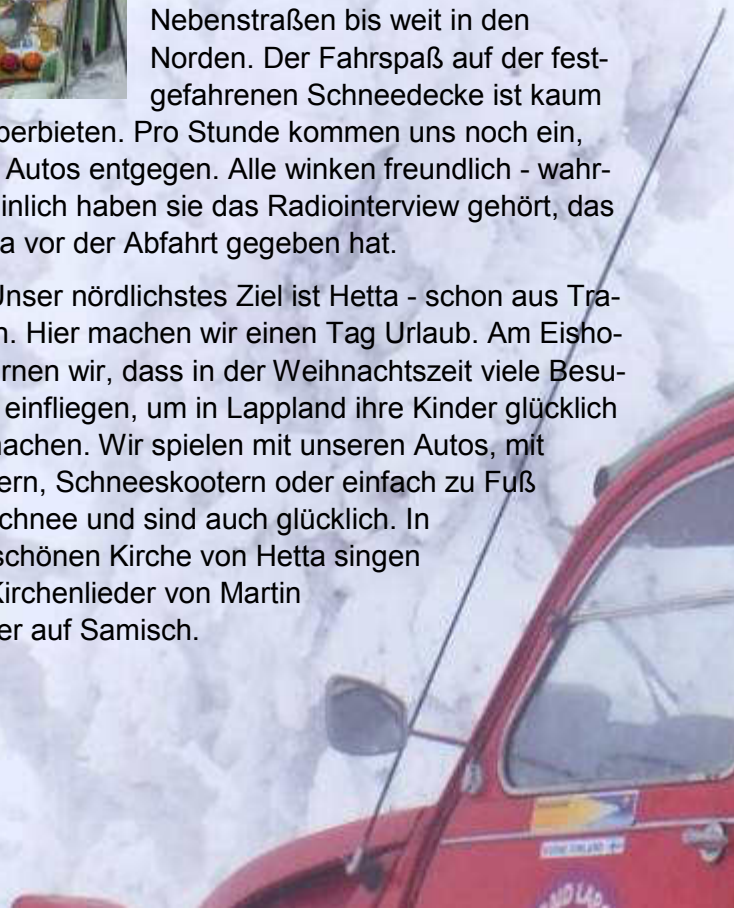 Nebenstraßen bis weit in den
Norden. Der Fahrspaß auf der fest-
gefahrenen Schneedecke ist kaum
perbieten. Pro Stunde kommen uns noch ein,
Autos entgegen. Alle winken freundlich - wahr-
inlich haben sie das Radiointerview gehört, das
a vor der Abfahrt gegeben hat.
Unser nördlichstes Ziel ist Hetta - schon aus Tra-
n. Hier machen wir einen Tag Urlaub. Am Eisho-
rnen wir, dass in der Weihnachtszeit viele Besu-
einfliegen, um in Lappland ihre Kinder glücklich
achen. Wir spielen mit unseren Autos, mit
ern, Schneeskootern oder einfach zu Fuß
chnee und sind auch glücklich. In
schönen Kirche von Hetta singen
Kirchenlieder von Martin
er auf Samisch.